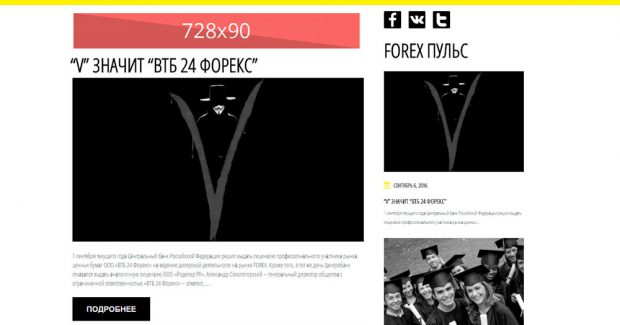 728x90
“V” ЗНАЧИТ “ВТБ 24 ФОРЕКС”
1 сентября текущего года Центральный банк Российской Федерации решил выдать лицензию профессионального участника рынка
ценных Бумаг ООО «ВТБ 24 Форекс» на ведения дилерской деятельности на рынке FOREX. Кроме того, в тот же день Центробанк
отказался выдать аналогичную лицензию ООО Александр Сокологорский – генеральный директор общества с
ограниченной ответственностью «ВТБ 24 Форекс» – отметил,...
ПОДРОБНЕЕ
FOREX ПУЛЬС
СЕНТЯБРЬ 6, 2016
“V” ЗНАЧИТ “ВТБ 24 ФОРЕКС”
1 сентября текущего года Центральный банк Российской Федерации решил выдать
лицензию профессионального участника рынка ценных...